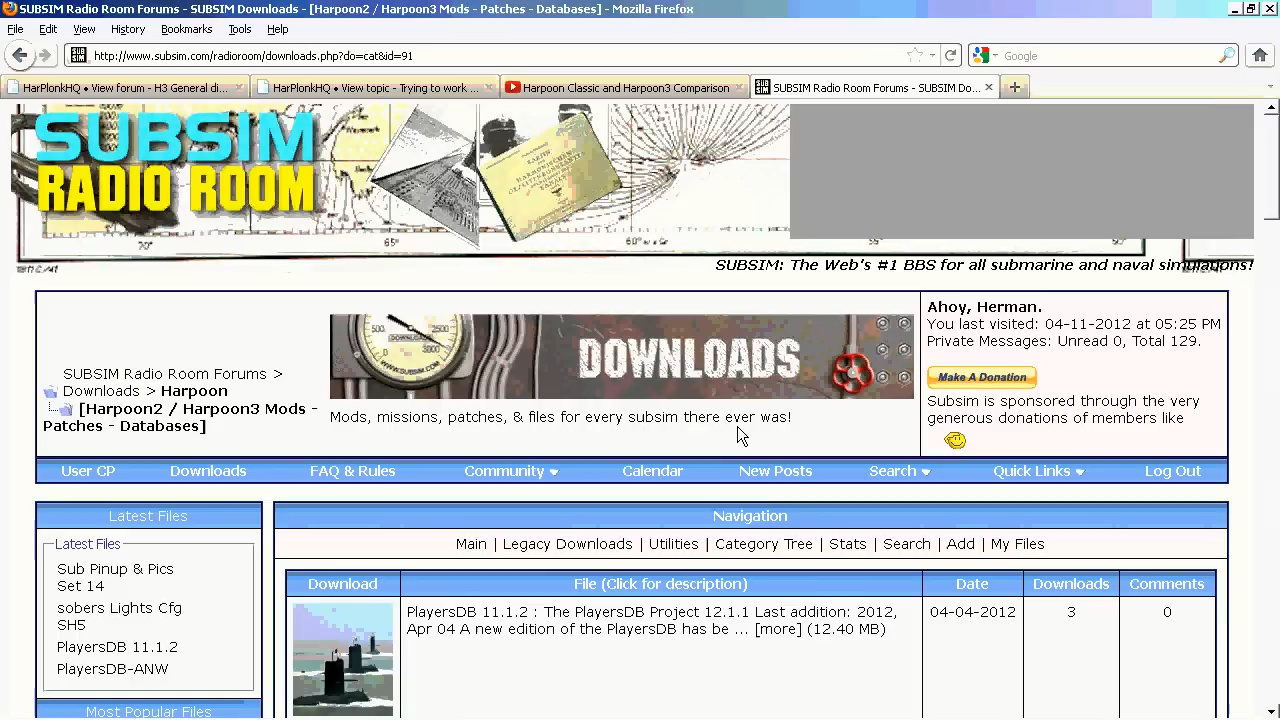 SUBSIM Radio Room Forums - SUBSIM Downloads - [Harpoon2 / Harpoon3 Mods - Patches - Databases] - Mozilla Firefox
File Edit View History Bookmarks Tools Help
http://www.subsim.com/radioroom/downloads.php?do=cat&id=91
Google
HarPlonkHQ • View forum - H3 General di...
HarPlonkHQ • View topic - Trying to work ...
Harpoon Classic and Harpoon3 Comparison
SUBSIM Radio Room Forums - SUBSIM Do...
SUBSIM
RADIO ROOM
70°
65°
60°
SUBSIM: The Web's #1 BBS for all submarine and naval simulations!
SUBSIM Radio Room Forums >
Downloads > Harpoon
[Harpoon2 / Harpoon3 Mods -
Patches - Databases]
DOWNLOADS
Mods, missions, patches, & files for every subsim there ever was!
Ahoy, Herman.
You last visited: 04-11-2012 at 05:25 PM
Private Messages: Unread 0, Total 129.
Make A Donation
Subsim is sponsored through the very
generous donations of members like
User CP Downloads FAQ & Rules Community Calendar New Posts Search Quick Links Log Out
Latest Files
Latest Files
Sub Pinup & Pics
Set 14
sobers Lights Cfg
SH5
PlayersDB 11.1.2
PlayersDB-ANW
Most Popular Files
Navigation
Main | Legacy Downloads | Utilities | Category Tree | Stats | Search | Add | My Files
Download File (Click for description) Date Downloads Comments
PlayersDB 11.1.2 : The PlayersDB Project 12.1.1 Last addition: 2012, 04-04-2012 3 0
Apr 04 A new edition of the PlayersDB has be ... [more] (12.40 MB)